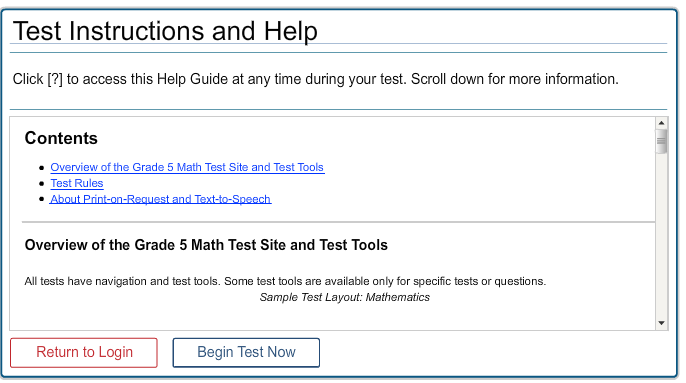 Test Instructions and Help
Click [?] to access this Help Guide at any time during your test. Scroll down for more information.
Contents
• Overview of the Grade 5 Math Test Site and Test Tools
• Test Rules
• About Print-on-Request and Text-to-Speech
Overview of the Grade 5 Math Test Site and Test Tools
All tests have navigation and test tools. Some test tools are available only for specific tests or questions.
Sample Test Layout: Mathematics
Return to Login
Begin Test Now